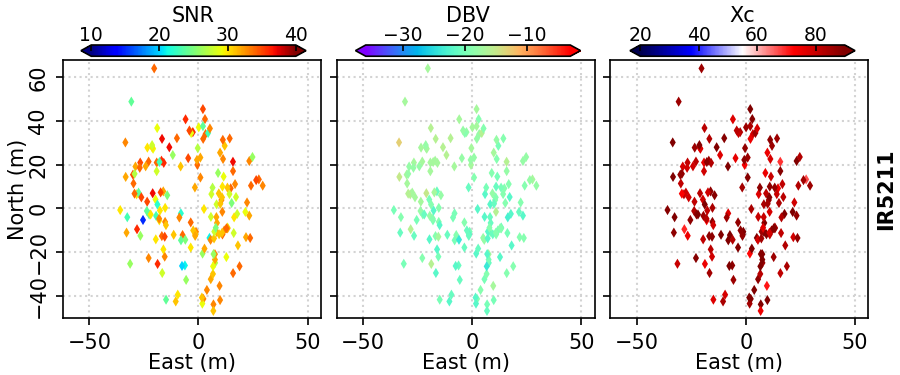 SNR DBV Xc
10 20 30 40 −30 −20 −10 20 40 60 80
60
40
20
0
−20
−40
North (m)
IR5211
−50 0 50 −50 0 50 −50 0 50
East (m) East (m) East (m)